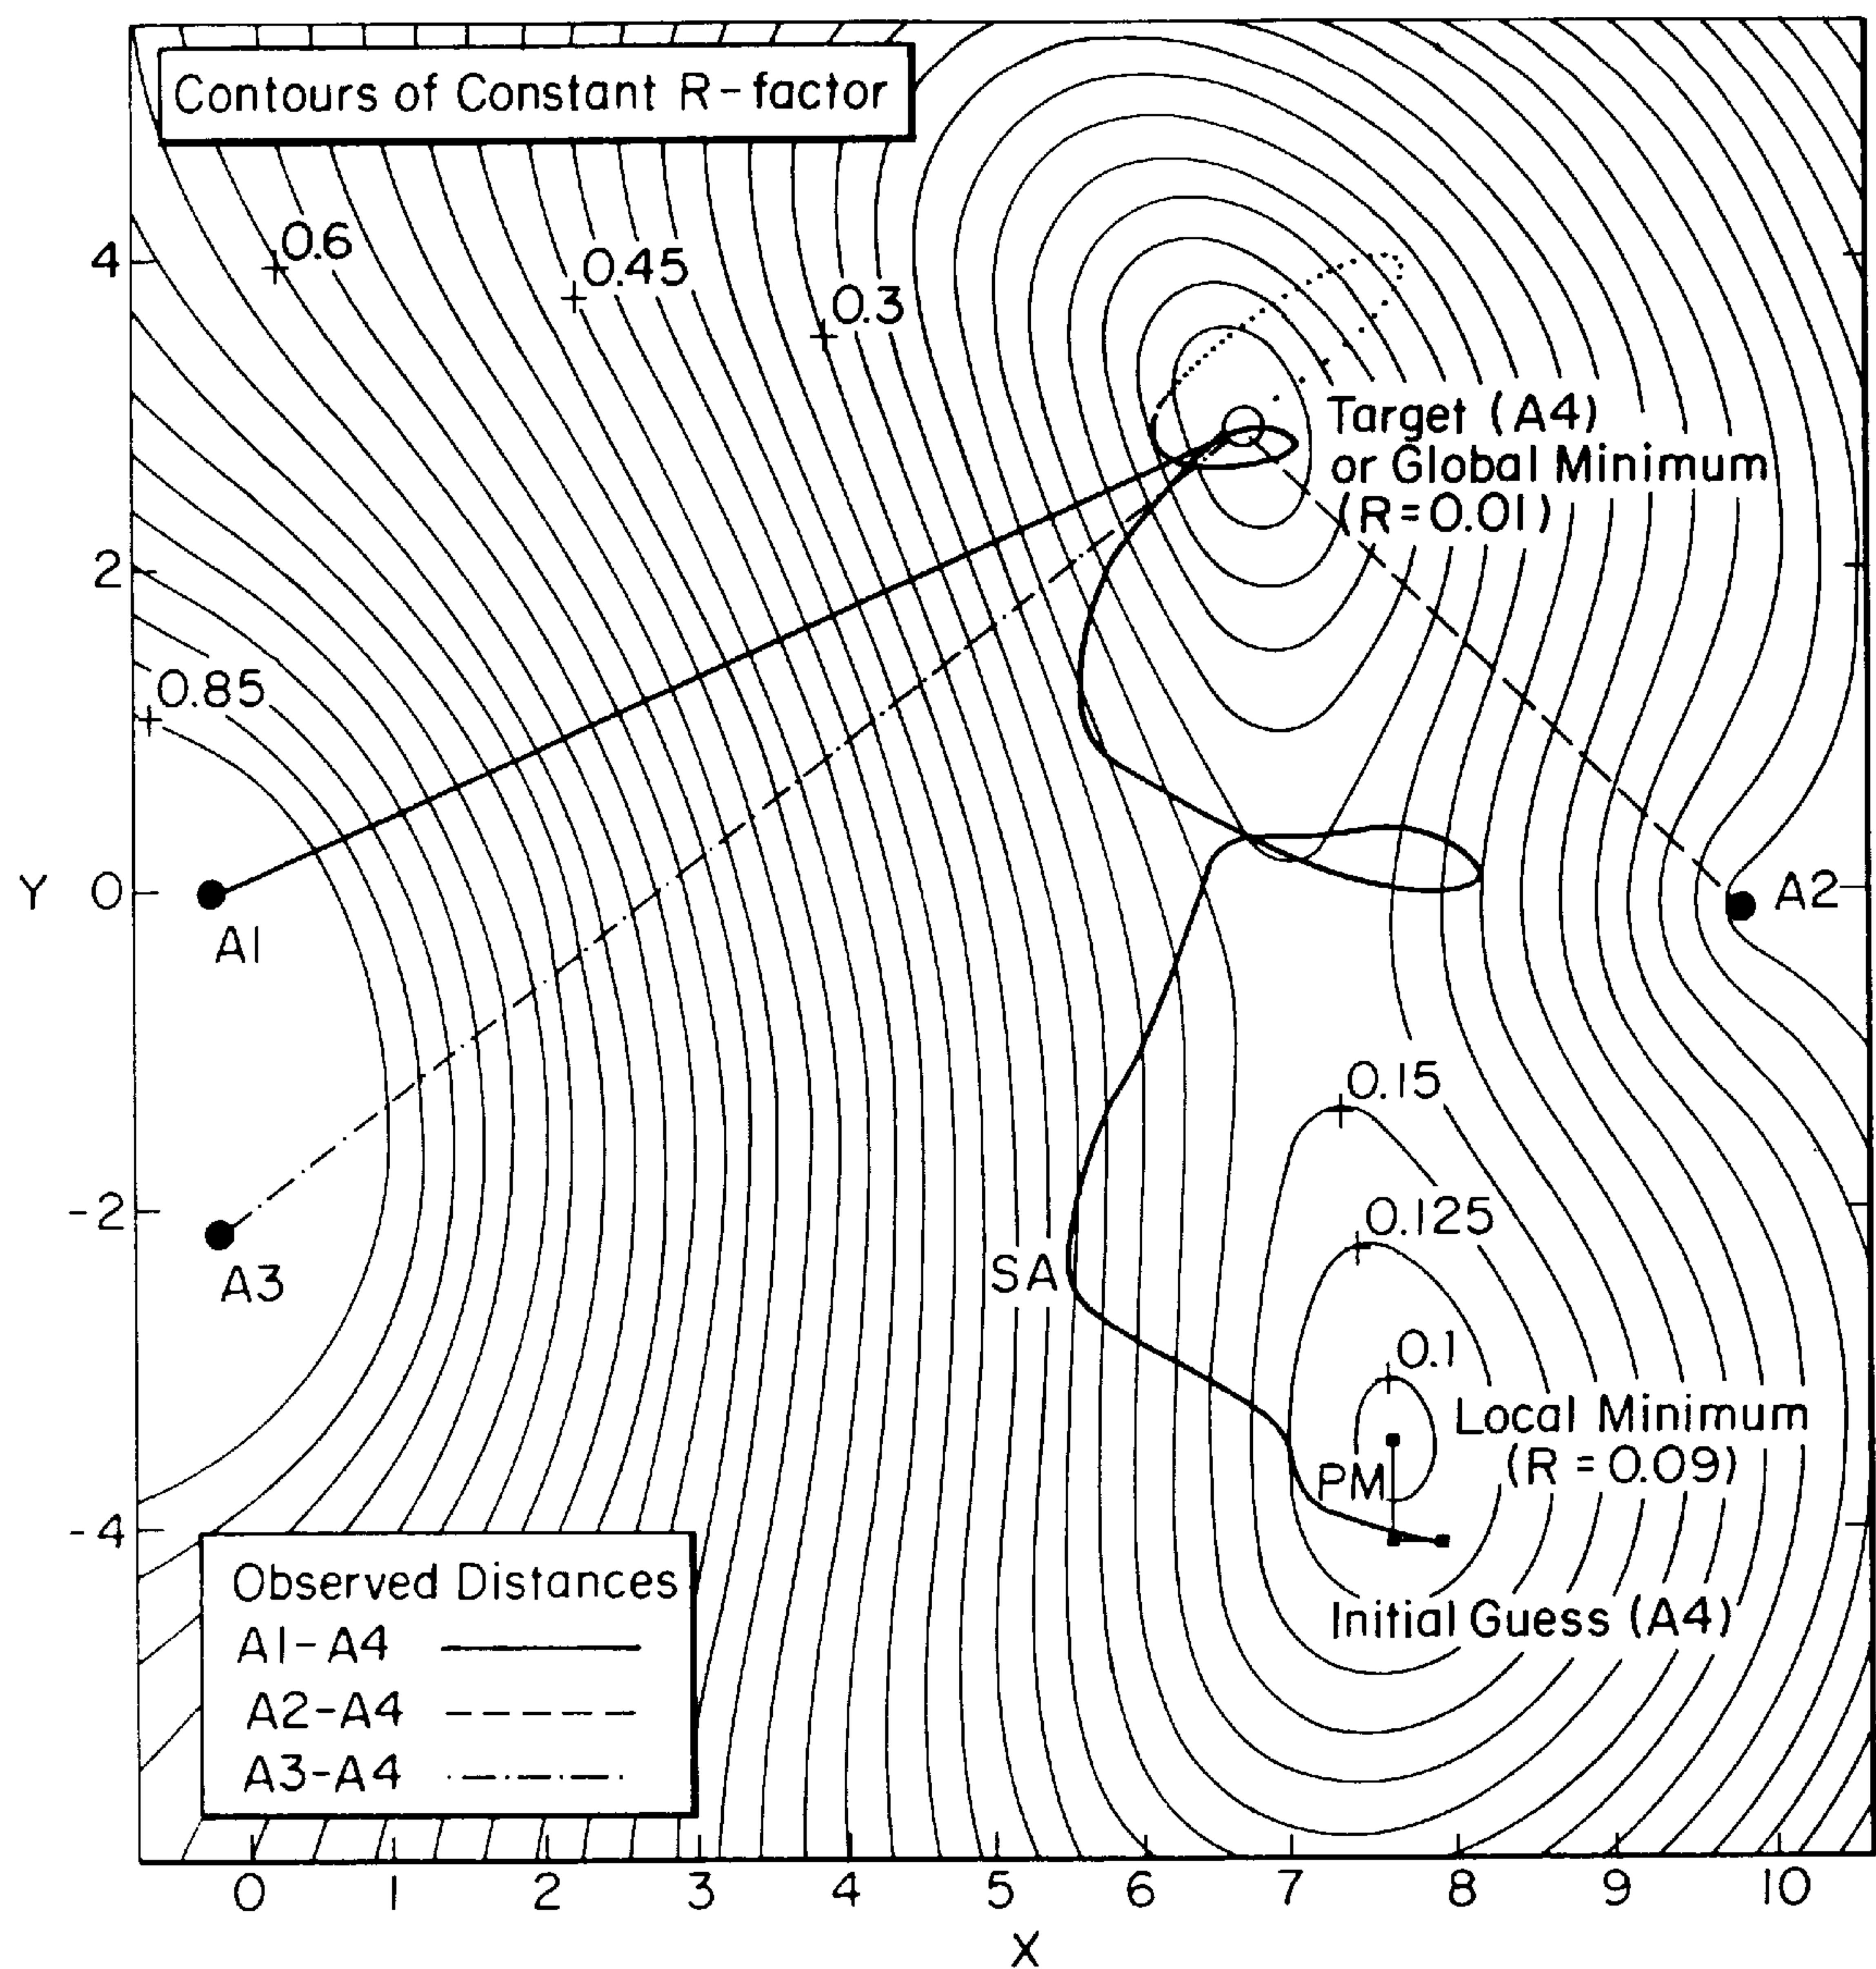 Contours of Constant R-factor
0.6
0.45
0.3
4
Target (A4)
or Global Minimum
(R=0.01)
2
0.85
Y
0
A1
A2
0.15
-2
0.125
A3
SA
0.1
Local Minimum
(R = 0.09)
PM
-4
Observed Distances
Initial Guess (A4)
A1-A4
A2-A4
A3-A4
0 1 2 3 4 5 6 7 8 9 10
X